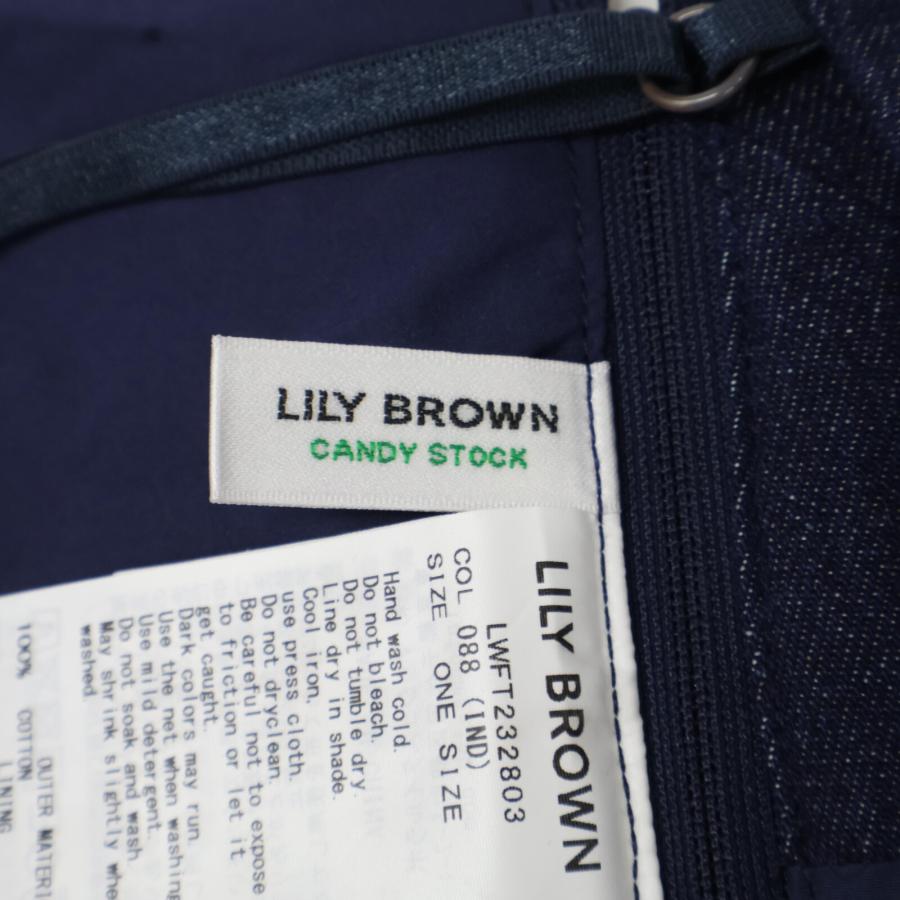 LILY BROWN
CANDY STOCK
LILY BROWN
LWFT232803
COL 088 (IND)
SIZE ONE SIZE
Hand wash cold.
Do not bleach.
Do not tumble dry.
Line dry in shade.
Cool iron.
use press cloth.
Do not dryclean.
Be careful not to expose
to friction or let it
get caught.
Dark colors may run.
Use the net when washing
Use mild detergent.
Do not soak and wash.
May shrink slightly whe
washed
OUTER MATERI
100% COTTON
LINING